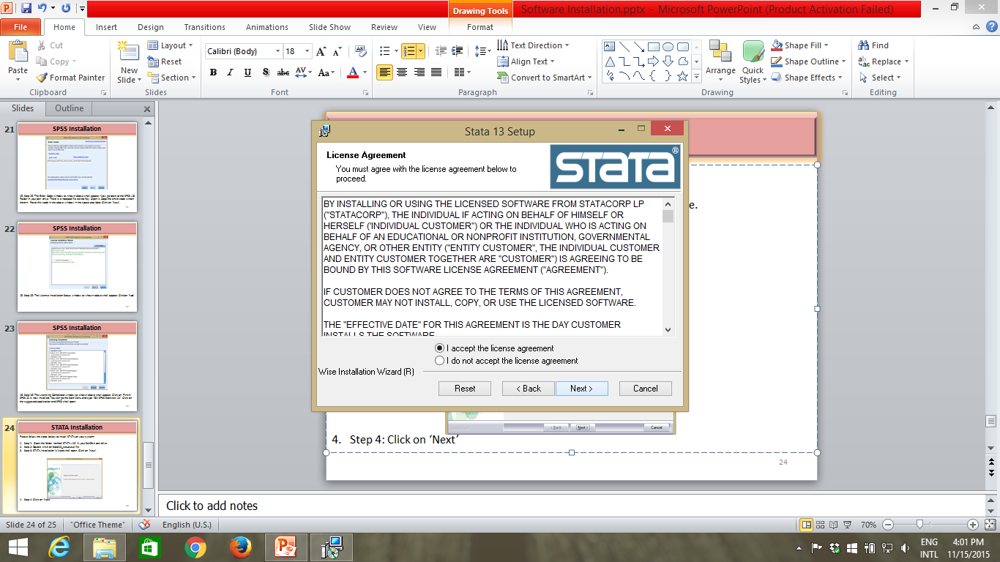 Software Installation.pptx - Microsoft PowerPoint (Product Activation Failed)
Drawing Tools
File Home Insert Design Transitions Animations Slide Show Review View Format
Paste
Cut
Copy
Format Painter
Clipboard
New Slide
Layout
Reset
Section
Slides
Calibri (Body) 18
Font
Text Direction
Align Text
Convert to SmartArt
Paragraph
Arrange
Quick Styles
Shape Fill
Shape Outline
Shape Effects
Drawing
Find
Replace
Select
Editing
Slides Outline
21
SPSS Installation
22
SPSS Installation
23
SPSS Installation
24
STATA Installation
Stata 13 Setup
License Agreement
You must agree with the license agreement below to
proceed.
STATA®
BY INSTALLING OR USING THE LICENSED SOFTWARE FROM STATACORP LP
("STATACORP"), THE INDIVIDUAL IF ACTING ON BEHALF OF HIMSELF OR
HERSELF ('INDIVIDUAL CUSTOMER") OR THE INDIVIDUAL WHO IS ACTING ON
BEHALF OF AN EDUCATIONAL OR NONPROFIT INSTITUTION, GOVERNMENTAL
AGENCY, OR OTHER ENTITY ("ENTITY CUSTOMER", THE INDIVIDUAL CUSTOMER
AND ENTITY CUSTOMER TOGETHER ARE "CUSTOMER") IS AGREEING TO BE
BOUND BY THIS SOFTWARE LICENSE AGREEMENT ("AGREEMENT").
IF CUSTOMER DOES NOT AGREE TO THE TERMS OF THIS AGREEMENT,
CUSTOMER MAY NOT INSTALL, COPY, OR USE THE LICENSED SOFTWARE.
THE "EFFECTIVE DATE" FOR THIS AGREEMENT IS THE DAY CUSTOMER
INSTALLS THE SOFTWARE
I accept the license agreement
I do not accept the license agree
Wise Installation Wizard (R)
Reset < Back Next > Cancel
e.
< Back Next > Cancel
4. Step 4: Click on ‘Next’
24
Click to add notes
Slide 24 of 25 "Office Theme" English (U.S.) 70%
ENG
INTL
4:01 PM
11/15/2015